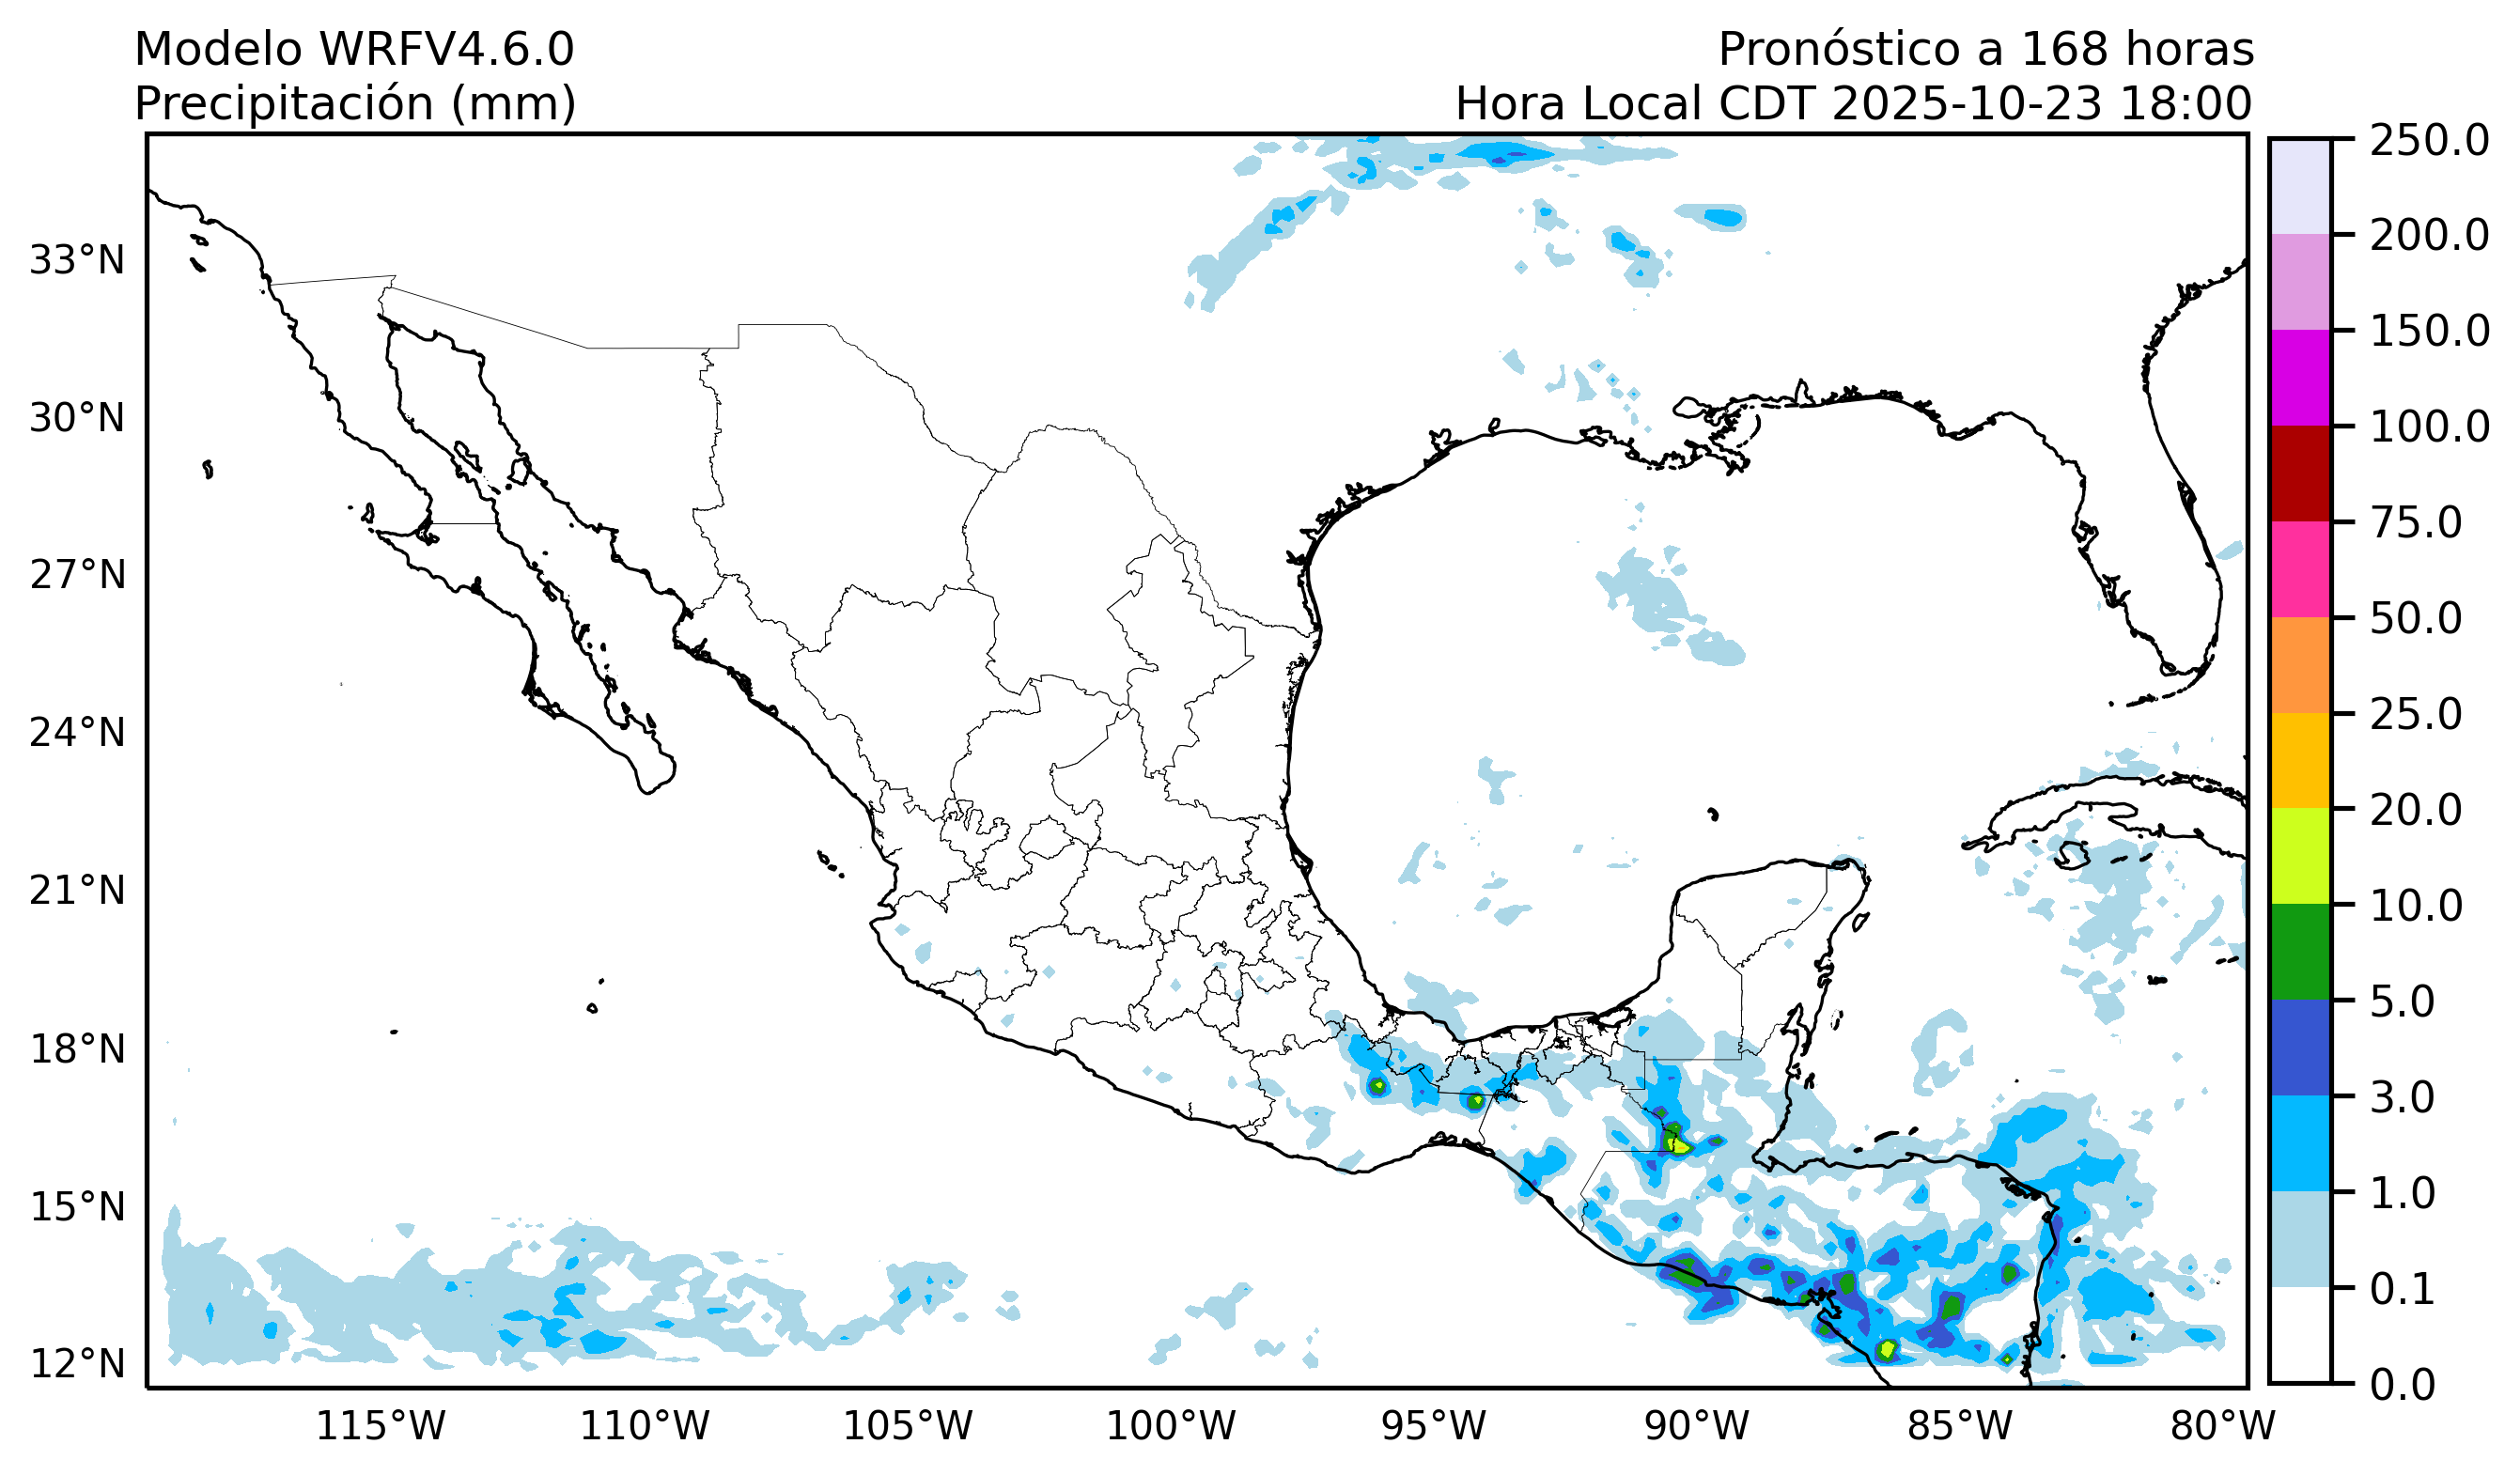 Modelo WRFV4.6.0
Precipitación (mm)
Pronóstico a 168 horas
Hora Local CDT 2025-10-23 18:00
33°N
30°N
27°N
24°N
21°N
18°N
15°N
12°N
115°W
110°W
105°W
100°W
95°W
90°W
85°W
80°W
250.0
200.0
150.0
100.0
75.0
50.0
25.0
20.0
10.0
5.0
3.0
1.0
0.1
0.0